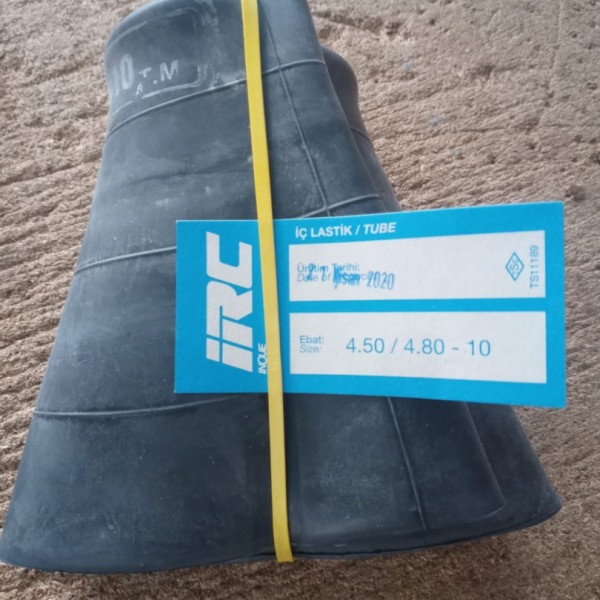 T.M
İÇ LASTİK / TUBE
IRC
INOUE
Üretim Tarihi:
Date of
2020
TS11189
Ebat:
Size:
4.50 / 4.80 - 10